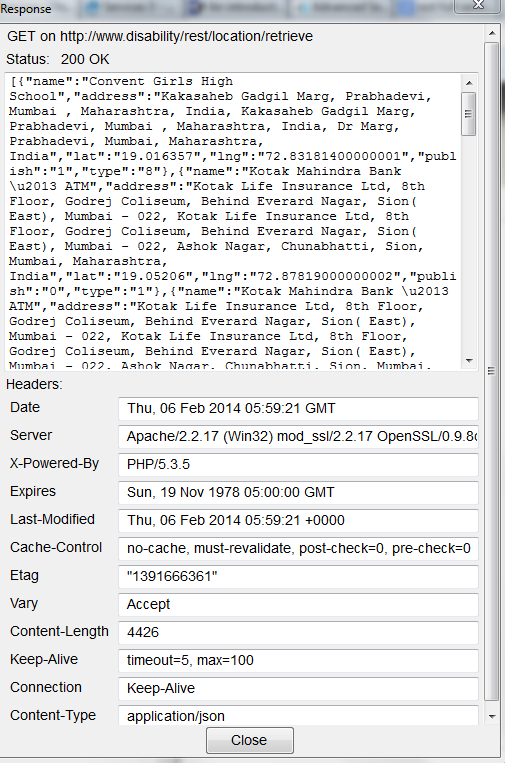 Response
GET on http://www.disability/rest/location/retrieve
Status: 200 OK
[{"name":"Convent Girls High
School","address":"Kakasaheb Gadgil Marg, Prabhadevi,
Mumbai , Maharashtra, India, Kakasaheb Gadgil Marg,
Prabhadevi, Mumbai , Maharashtra, India, Dr Marg,
Prabhadevi, Mumbai, Maharashtra,
India","lat":"19.016357","lng":"72.83181400000001","publ
ish":"1","type":"8"},{"name":"Kotak Mahindra Bank
\u2013 ATM","address":"Kotak Life Insurance Ltd, 8th
Floor, Godrej Coliseum, Behind Everard Nagar, Sion(
East), Mumbai - 022, Kotak Life Insurance Ltd, 8th
Floor, Godrej Coliseum, Behind Everard Nagar, Sion(
East), Mumbai - 022, Ashok Nagar, Chunabhatti, Sion,
Mumbai, Maharashtra,
India","lat":"19.05206","lng":"72.87819000000002","publi
sh":"0","type":"1"},{"name":"Kotak Mahindra Bank \u2013
ATM","address":"Kotak Life Insurance Ltd, 8th Floor,
Godrej Coliseum, Behind Everard Nagar, Sion( East),
Mumbai - 022, Kotak Life Insurance Ltd, 8th Floor,
Godrej Coliseum, Behind Everard Nagar, Sion( East),
Mumbai - 022, Ashok Nagar, Chunabhatti, Sion, Mumbai,
Headers:
Date Thu, 06 Feb 2014 05:59:21 GMT
Server Apache/2.2.17 (Win32) mod_ssl/2.2.17 OpenSSL/0.9.8
X-Powered-By PHP/5.3.5
Expires Sun, 19 Nov 1978 05:00:00 GMT
Last-Modified Thu, 06 Feb 2014 05:59:21 +0000
Cache-Control no-cache, must-revalidate, post-check=0, pre-check=0
Etag "1391666361"
Vary Accept
Content-Length 4426
Keep-Alive timeout=5, max=100
Connection Keep-Alive
Content-Type application/json
Close